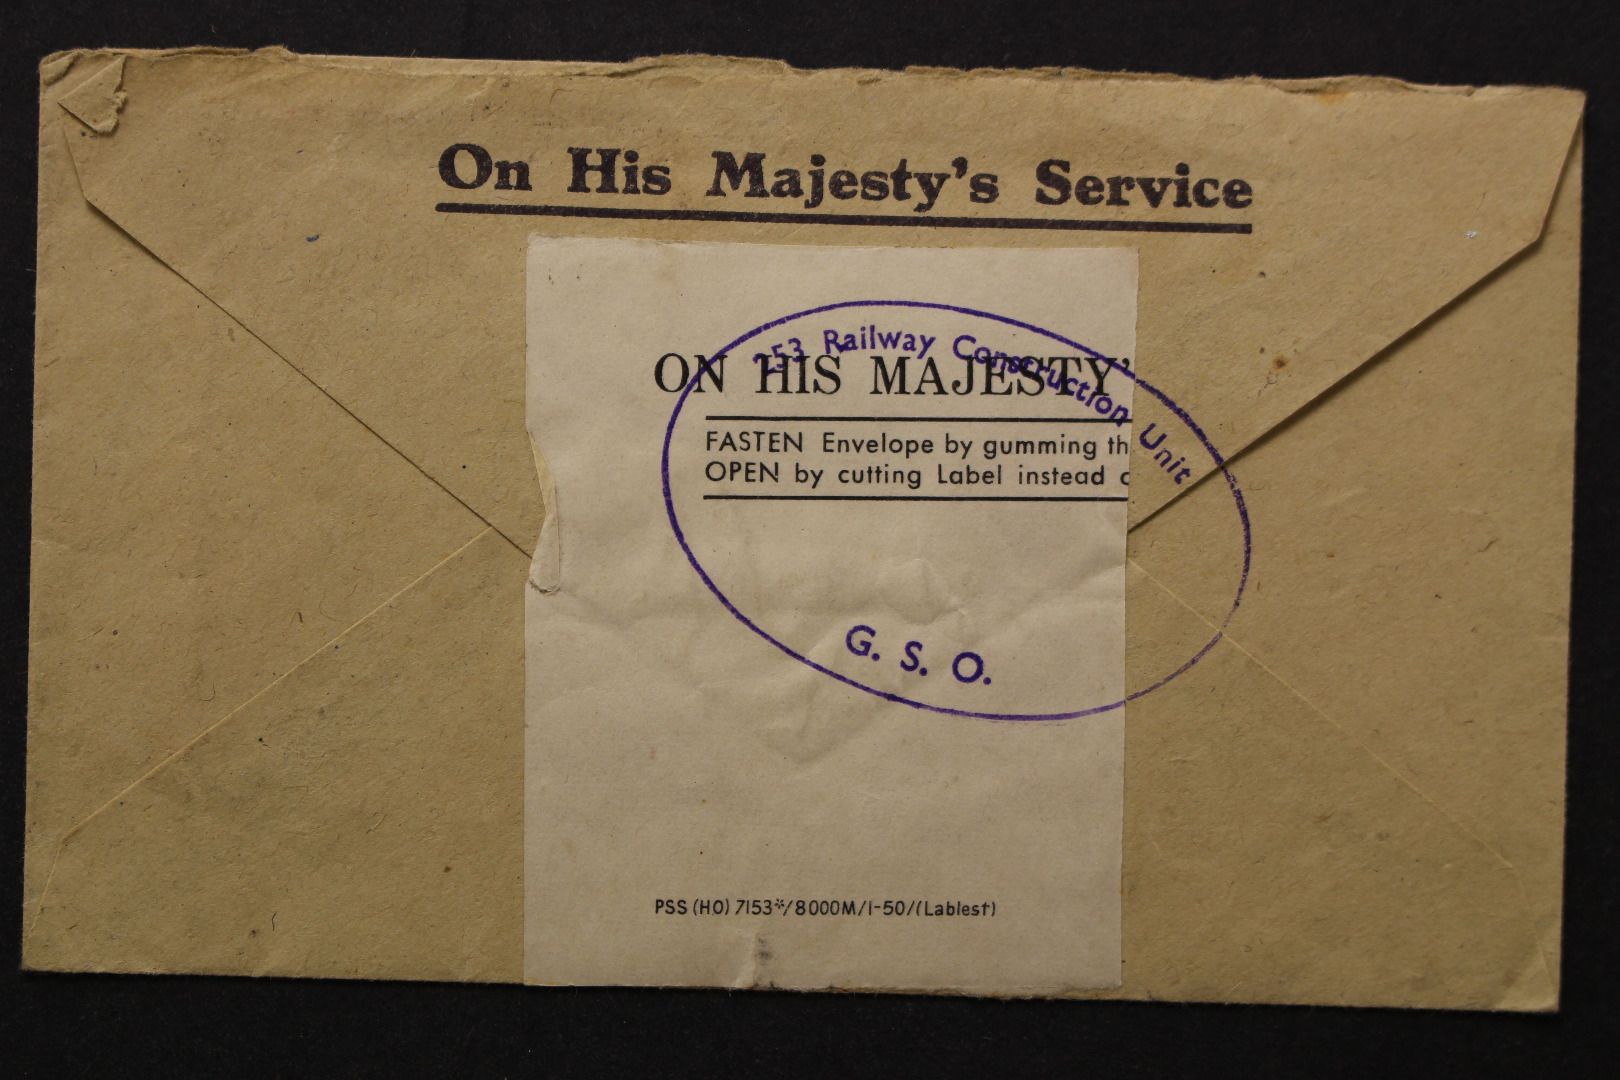 On His Majesty's Service
253 Railway Construction Unit
ON HIS MAJESTY'
FASTEN Envelope by gumming th
OPEN by cutting Label instead
G. S. O.
PSS (HO) 7153*/8000M/1-50/(Lablest)